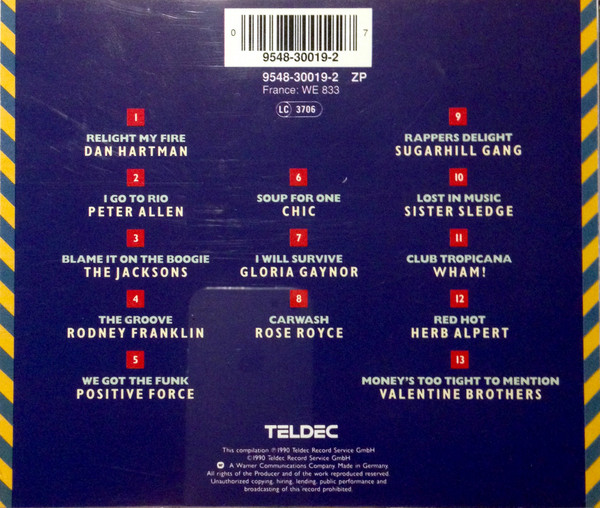 0 7
9548-30019-2
9548-30019-2 ZP
France: WE 833
LC 3706
1
RELIGHT MY FIRE
DAN HARTMAN
2
I GO TO RIO
PETER ALLEN
3
BLAME IT ON THE BOOGIE
THE JACKSONS
4
THE GROOVE
RODNEY FRANKLIN
5
WE GOT THE FUNK
POSITIVE FORCE
6
SOUP FOR ONE
CHIC
7
I WILL SURVIVE
GLORIA GAYNOR
8
CARWASH
ROSE ROYCE
9
RAPPERS DELIGHT
SUGARHILL GANG
10
LOST IN MUSIC
SISTER SLEDGE
11
CLUB TROPICANA
WHAM!
12
RED HOT
HERB ALPERT
13
MONEY'S TOO TIGHT TO MENTION
VALENTINE BROTHERS
TELDEC
This compilation ℗1990 Teldec Record Service GmbH
©1990 Teldec Record Service GmbH
A Warner Communications Company Made in Germany
All rights of the Producer and of the work reproduced reserved.
Unauthorized copying, hiring, lending, public performance and
broadcasting of this record prohibited.